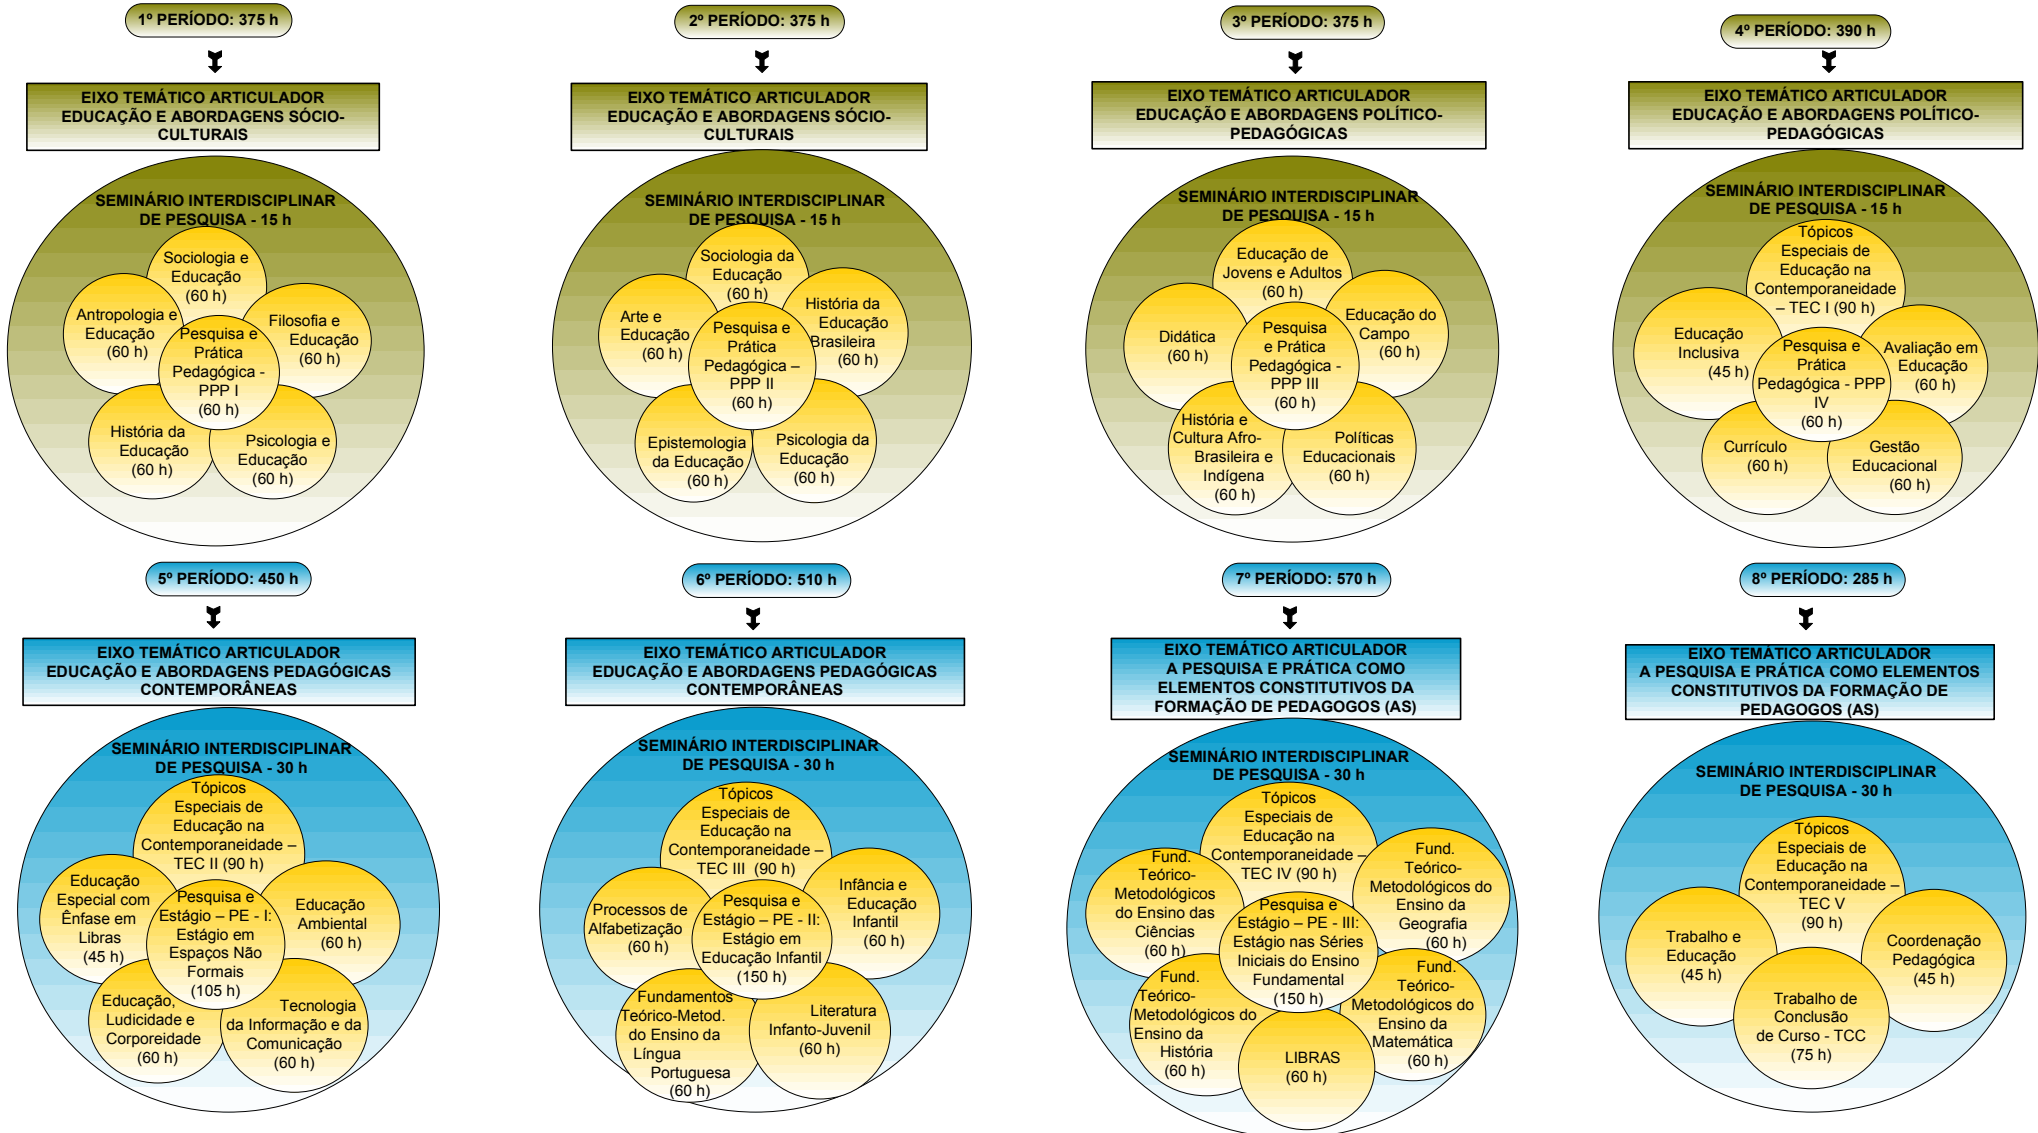 1º PERÍODO: 375 h
EIXO TEMÁTICO ARTICULADOR
EDUCAÇÃO E ABORDAGENS SÓCIO-
CULTURAIS
SEMINÁRIO INTERDISCIPLINAR
DE PESQUISA - 15 h
Sociologia e
Educação
(60 h)
Antropologia e
Educação
(60 h)
Filosofia e
Educação
(60 h)
Pesquisa e
Prática
Pedagógica -
PPP I
(60 h)
História da
Educação
(60 h)
Psicologia e
Educação
(60 h)
2º PERÍODO: 375 h
EIXO TEMÁTICO ARTICULADOR
EDUCAÇÃO E ABORDAGENS SÓCIO-
CULTURAIS
SEMINÁRIO INTERDISCIPLINAR
DE PESQUISA - 15 h
Sociologia da
Educação
(60 h)
Arte e
Educação
(60 h)
História da
Educação
Brasileira
(60 h)
Pesquisa e
Prática
Pedagógica –
PPP II
(60 h)
Epistemologia
da Educação
(60 h)
Psicologia da
Educação
(60 h)
3º PERÍODO: 375 h
EIXO TEMÁTICO ARTICULADOR
EDUCAÇÃO E ABORDAGENS POLÍTICO-
PEDAGÓGICAS
SEMINÁRIO INTERDISCIPLINAR
DE PESQUISA - 15 h
Educação de
Jovens e Adultos
(60 h)
Didática
(60 h)
Educação do
Campo
(60 h)
Pesquisa
e Prática
Pedagógica -
PPP III
(60 h)
História e
Cultura Afro-
Brasileira e
Indígena
(60 h)
Políticas
Educacionais
(60 h)
4º PERÍODO: 390 h
EIXO TEMÁTICO ARTICULADOR
EDUCAÇÃO E ABORDAGENS POLÍTICO-
PEDAGÓGICAS
SEMINÁRIO INTERDISCIPLINAR
DE PESQUISA - 15 h
Tópicos
Especiais de
Educação na
Contemporaneidade
– TEC I (90 h)
Educação
Inclusiva
(45 h)
Avaliação em
Educação
(60 h)
Pesquisa e
Prática
Pedagógica - PPP
IV
(60 h)
Currículo
(60 h)
Gestão
Educacional
(60 h)
5º PERÍODO: 450 h
EIXO TEMÁTICO ARTICULADOR
EDUCAÇÃO E ABORDAGENS PEDAGÓGICAS
CONTEMPORÂNEAS
SEMINÁRIO INTERDISCIPLINAR
DE PESQUISA - 30 h
Tópicos
Especiais de
Educação na
Contemporaneidade –
TEC II (90 h)
Educação
Especial com
Ênfase em
Libras
(45 h)
Educação
Ambiental
(60 h)
Pesquisa e
Estágio – PE - I:
Estágio em
Espaços Não
Formais
(105 h)
Educação,
Ludicidade e
Corporeidade
(60 h)
Tecnologia
da Informação e da
Comunicação
(60 h)
6º PERÍODO: 510 h
EIXO TEMÁTICO ARTICULADOR
EDUCAÇÃO E ABORDAGENS PEDAGÓGICAS
CONTEMPORÂNEAS
SEMINÁRIO INTERDISCIPLINAR
DE PESQUISA - 30 h
Tópicos
Especiais de
Educação na
Contemporaneidade –
TEC III (90 h)
Processos de
Alfabetização
(60 h)
Infância e
Educação
Infantil
(60 h)
Pesquisa e
Estágio – PE - II:
Estágio em
Educação Infantil
(150 h)
Fundamentos
Teórico-Metod.
do Ensino da
Língua
Portuguesa
(60 h)
Literatura
Infanto-Juvenil
(60 h)
7º PERÍODO: 570 h
EIXO TEMÁTICO ARTICULADOR
A PESQUISA E PRÁTICA COMO
ELEMENTOS CONSTITUTIVOS DA
FORMAÇÃO DE PEDAGOGOS (AS)
SEMINÁRIO INTERDISCIPLINAR
DE PESQUISA - 30 h
Tópicos
Especiais de
Educação na
Contemporaneidade –
TEC IV (90 h)
Fund.
Teórico-
Metodológicos
do Ensino das
Ciências
(60 h)
Fund.
Teórico-
Metodológicos do
Ensino da
Geografia
(60 h)
Pesquisa e
Estágio – PE - III:
Estágio nas Séries
Iniciais do Ensino
Fundamental
(150 h)
Fund.
Teórico-
Metodológicos do
Ensino da
História
(60 h)
Fund.
Teórico-
Metodológicos do
Ensino da
Matemática
(60 h)
LIBRAS
(60 h)
8º PERÍODO: 285 h
EIXO TEMÁTICO ARTICULADOR
A PESQUISA E PRÁTICA COMO ELEMENTOS
CONSTITUTIVOS DA FORMAÇÃO DE
PEDAGOGOS (AS)
SEMINÁRIO INTERDISCIPLINAR
DE PESQUISA - 30 h
Tópicos
Especiais de
Educação na
Contemporaneidade –
TEC V
(90 h)
Trabalho e
Educação
(45 h)
Coordenação
Pedagógica
(45 h)
Trabalho de
Conclusão
de Curso - TCC
(75 h)